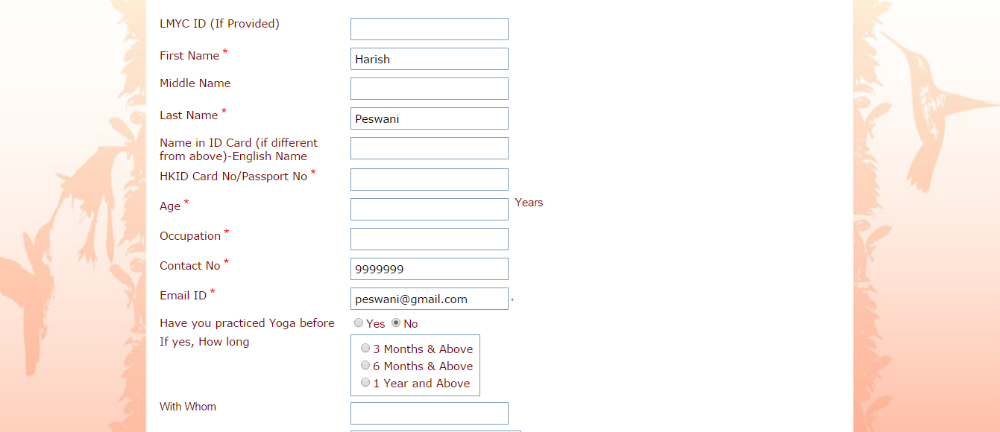 LMYC ID (If Provided)
First Name * Harish
Middle Name
Last Name * Peswani
Name in ID Card (if different
from above)-English Name
HKID Card No/Passport No *
Age * Years
Occupation *
Contact No * 9999999
Email ID * peswani@gmail.com .
Have you practiced Yoga before Yes No
If yes, How long
3 Months & Above
6 Months & Above
1 Year and Above
With Whom